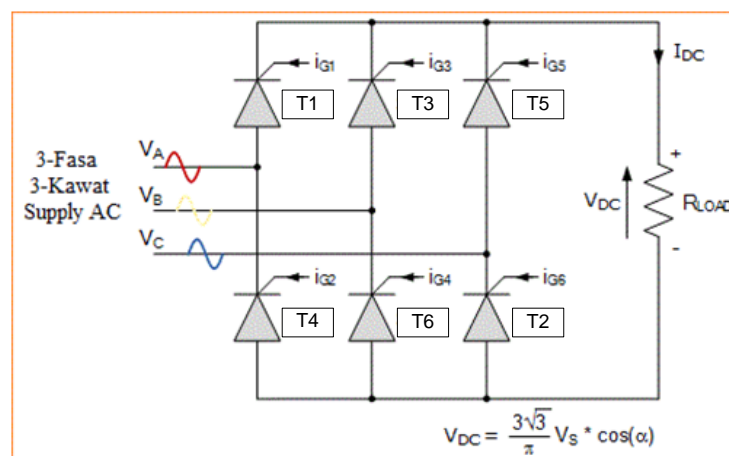 iG1
iG3
iG5
IDC
T1
T3
T5
3-Fasa
3-Kawat
Supply AC
VA
VB
VC
+
VDC
RLOAD
-
iG2
iG4
iG6
T4
T6
T2
VDC = 3√3/π VS * cos(α)